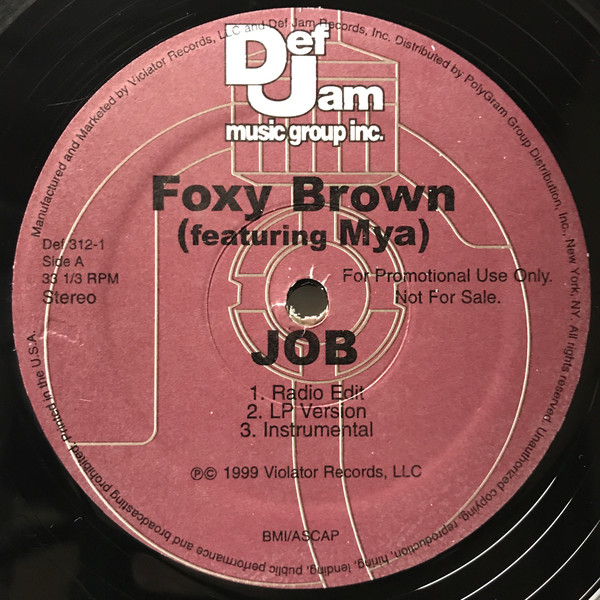 Manufactured and Marketed by Violator Records, LLC and Def Jam Records, Inc. Distributed by PolyGram Group Distribution, Inc., New York, NY. All rights reserved. Unauthorized copying, reproduction, hiring, lending, public performance and broadcasting prohibited. Printed in the U.S.A.
Def
Jam
music group inc.
Foxy Brown
(featuring Mya)
Def 312-1
Side A
33 1/3 RPM
Stereo
For Promotional Use Only.
Not For Sale.
JOB
1. Radio Edit
2. LP Version
3. Instrumental
℗© 1999 Violator Records, LLC
BMI/ASCAP